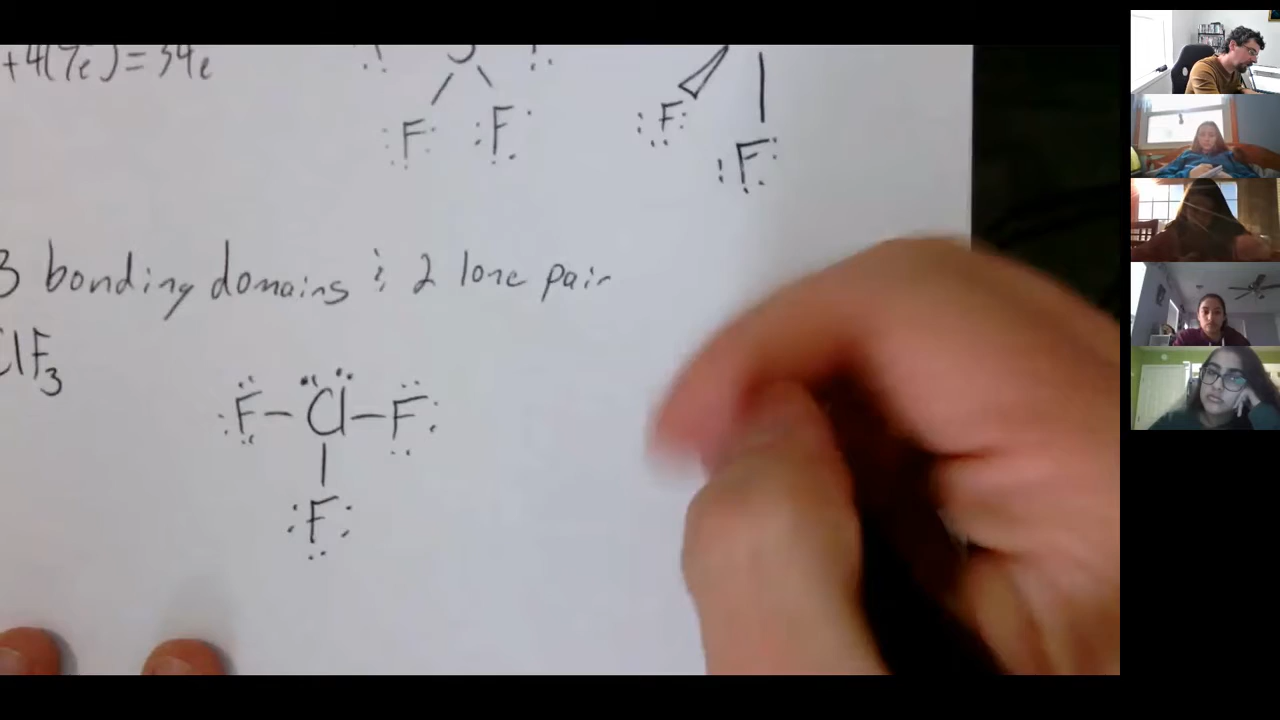 +4(7e⁻)=34e
F F
F
F
3 bonding domains & 2 lone pair
ClF₃
:F–Cl–F:
|
:F: